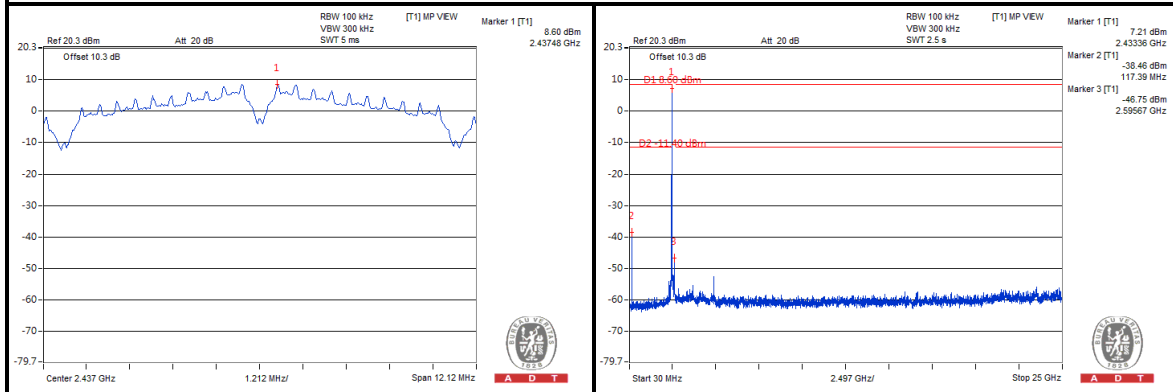 RBW 100 kHz
VBW 300 kHz
SWT 5 ms
[T1] MP VIEW
Marker 1 [T1]
8.60 dBm
2.43748 GHz
Ref 20.3 dBm
Att 20 dB
Offset 10.3 dB
20.3
10
0
-10
-20
-30
-40
-50
-60
-70
-79.7
1
Center 2.437 GHz
1.212 MHz/
Span 12.12 MHz
BUREAU VERITAS
1828
A D T
RBW 100 kHz
VBW 300 kHz
SWT 2.5 s
[T1] MP VIEW
Marker 1 [T1]
7.21 dBm
2.43336 GHz
Marker 2 [T1]
-38.46 dBm
117.39 MHz
Marker 3 [T1]
-46.75 dBm
2.59567 GHz
Ref 20.3 dBm
Att 20 dB
Offset 10.3 dB
20.3
10
0
-10
-20
-30
-40
-50
-60
-70
-79.7
1
D1 8.60 dBm
D2 -11.40 dBm
2
3
Start 30 MHz
2.497 GHz/
Stop 25 GHz
BUREAU VERITAS
1828
A D T